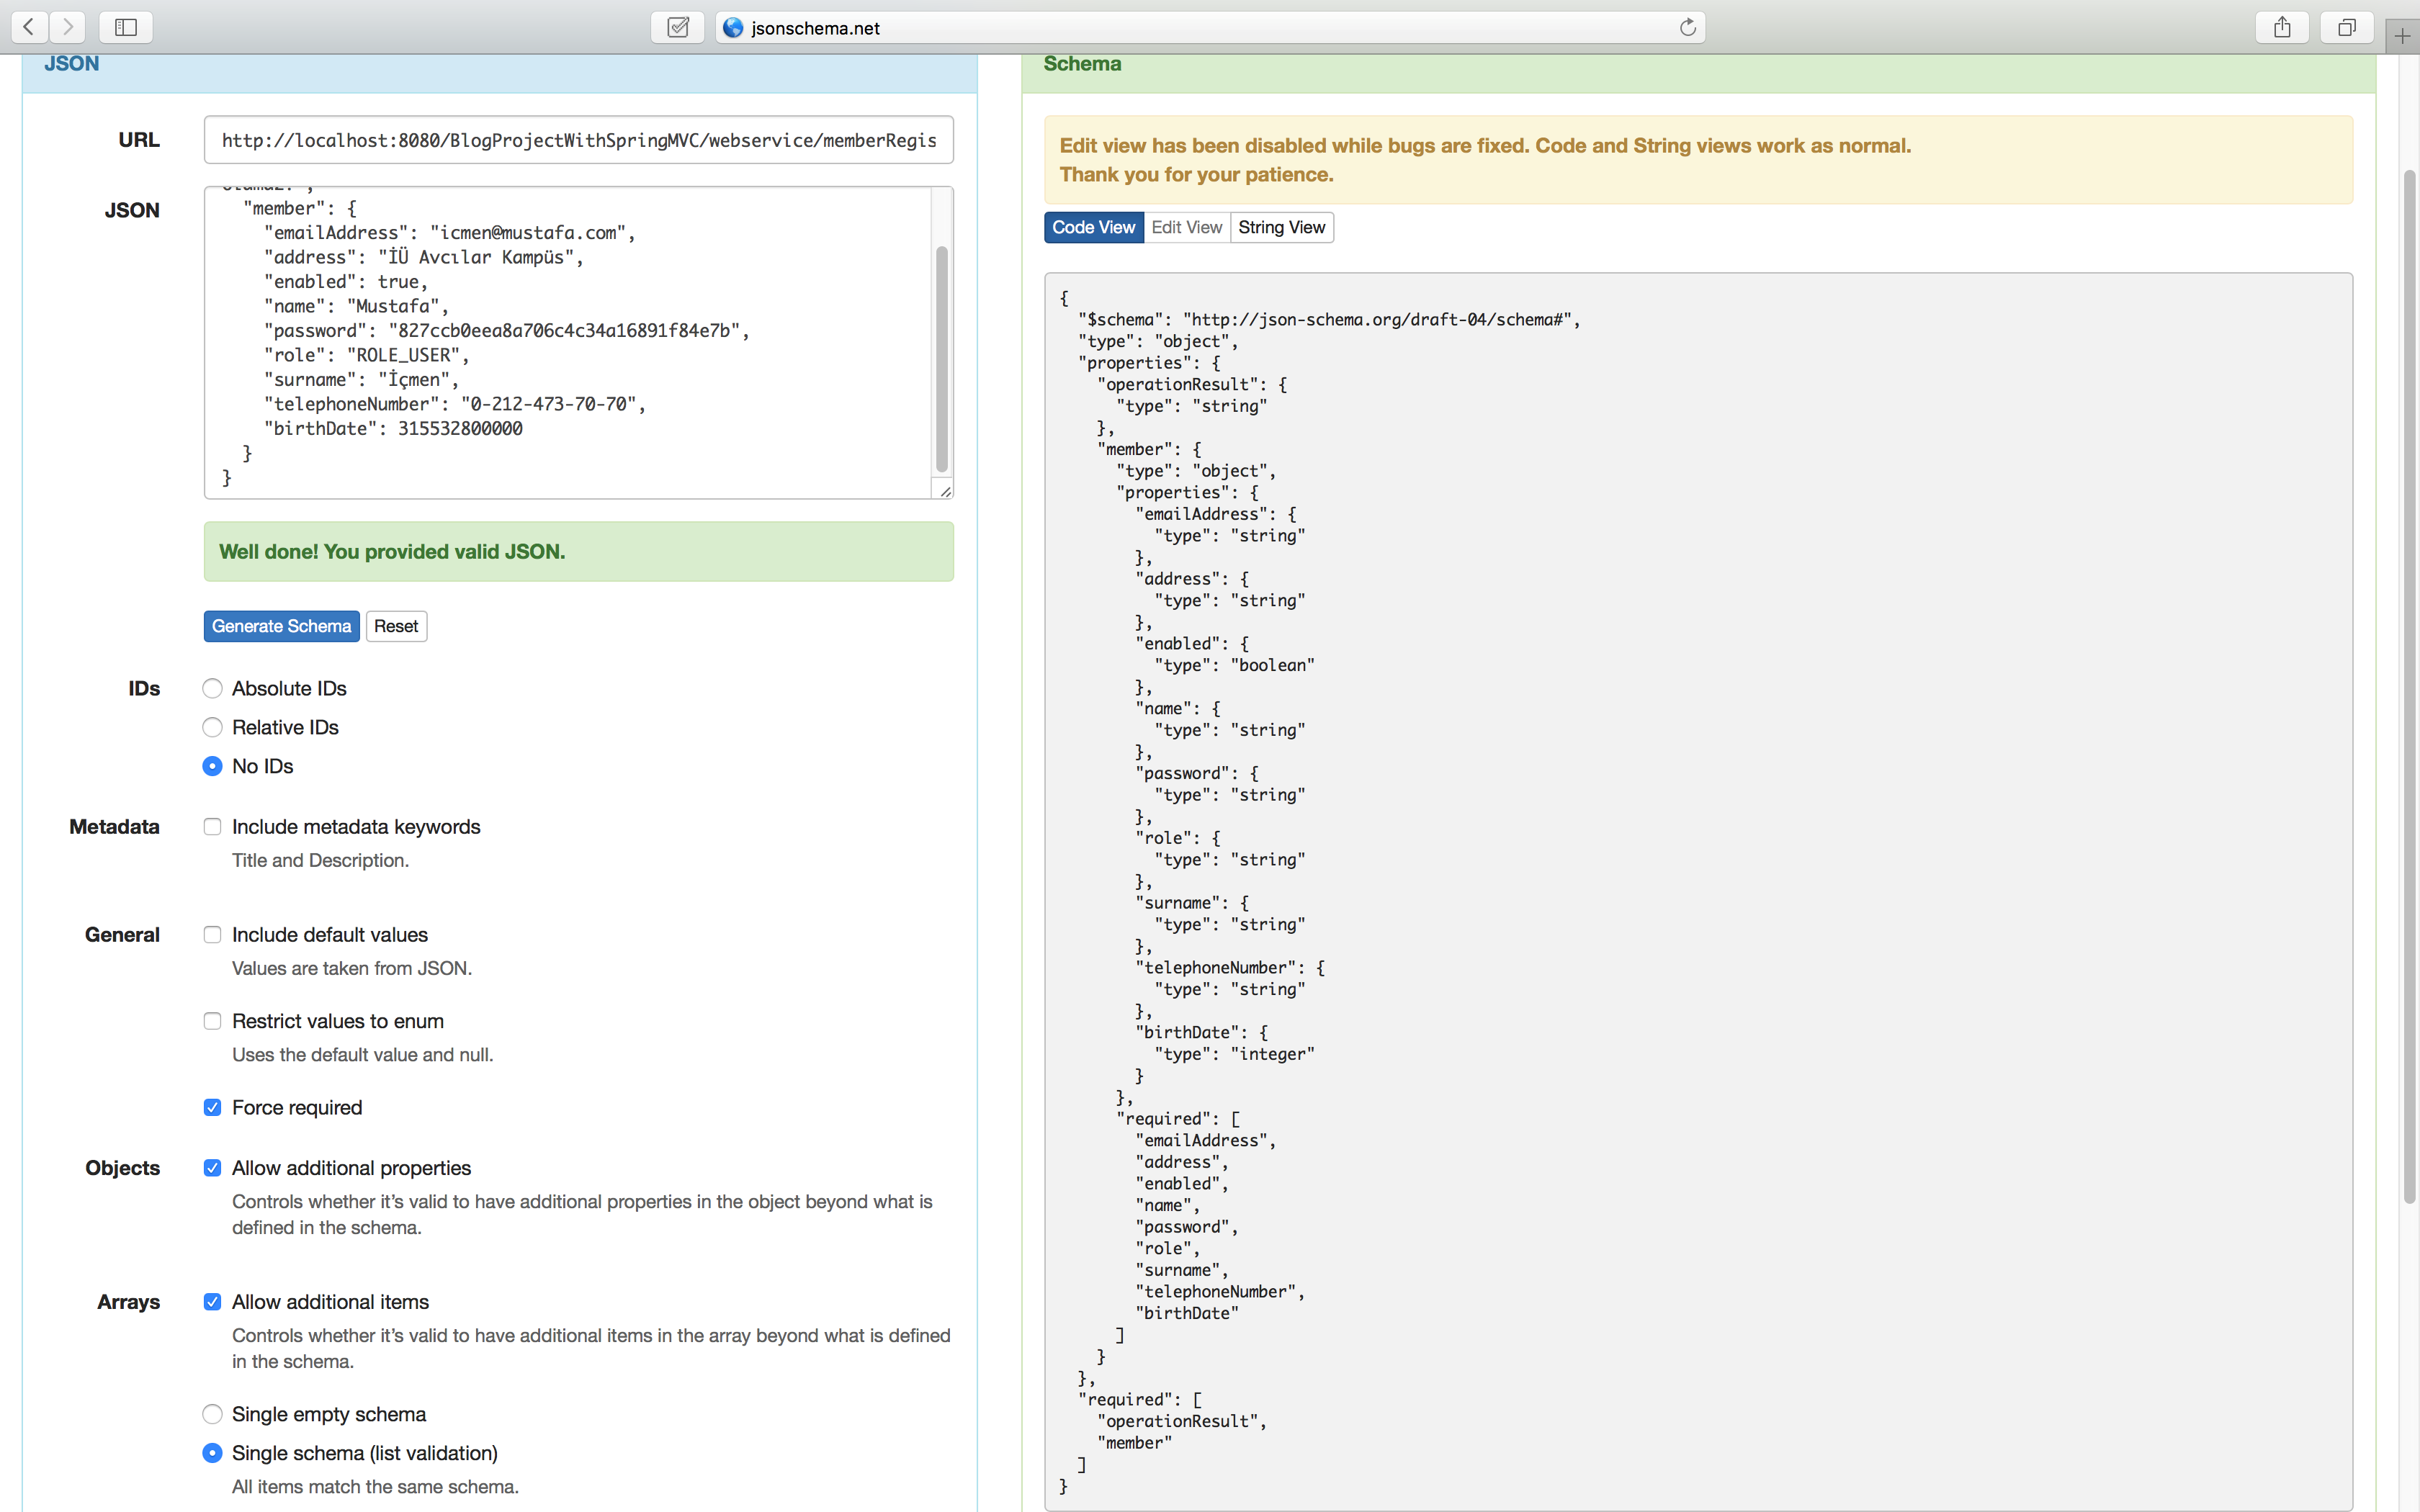 jsonschema.net
JSON
URL
http://localhost:8080/BlogProjectWithSpringMVC/webservice/memberRegis
JSON
"member": {
"emailAddress": "icmen@mustafa.com",
"address": "İÜ Avcılar Kampüs",
"enabled": true,
"name": "Mustafa",
"password": "827ccb0eea8a706c4c34a16891f84e7b",
"role": "ROLE_USER",
"surname": "İçmen",
"telephoneNumber": "0-212-473-70-70",
"birthDate": 315532800000
}
}
Well done! You provided valid JSON.
Generate Schema
Reset
IDs
Absolute IDs
Relative IDs
No IDs
Metadata
Include metadata keywords
Title and Description.
General
Include default values
Values are taken from JSON.
Restrict values to enum
Uses the default value and null.
Force required
Objects
Allow additional properties
Controls whether it's valid to have additional properties in the object beyond what is
defined in the schema.
Arrays
Allow additional items
Controls whether it's valid to have additional items in the array beyond what is defined
in the schema.
Single empty schema
Single schema (list validation)
All items match the same schema.
Schema
Edit view has been disabled while bugs are fixed. Code and String views work as normal.
Thank you for your patience.
Code View
Edit View
String View
{
"$schema": "http://json-schema.org/draft-04/schema#",
"type": "object",
"properties": {
"operationResult": {
"type": "string"
},
"member": {
"type": "object",
"properties": {
"emailAddress": {
"type": "string"
},
"address": {
"type": "string"
},
"enabled": {
"type": "boolean"
},
"name": {
"type": "string"
},
"password": {
"type": "string"
},
"role": {
"type": "string"
},
"surname": {
"type": "string"
},
"telephoneNumber": {
"type": "string"
},
"birthDate": {
"type": "integer"
}
},
"required": [
"emailAddress",
"address",
"enabled",
"name",
"password",
"role",
"surname",
"telephoneNumber",
"birthDate"
]
}
},
"required": [
"operationResult",
"member"
]
}